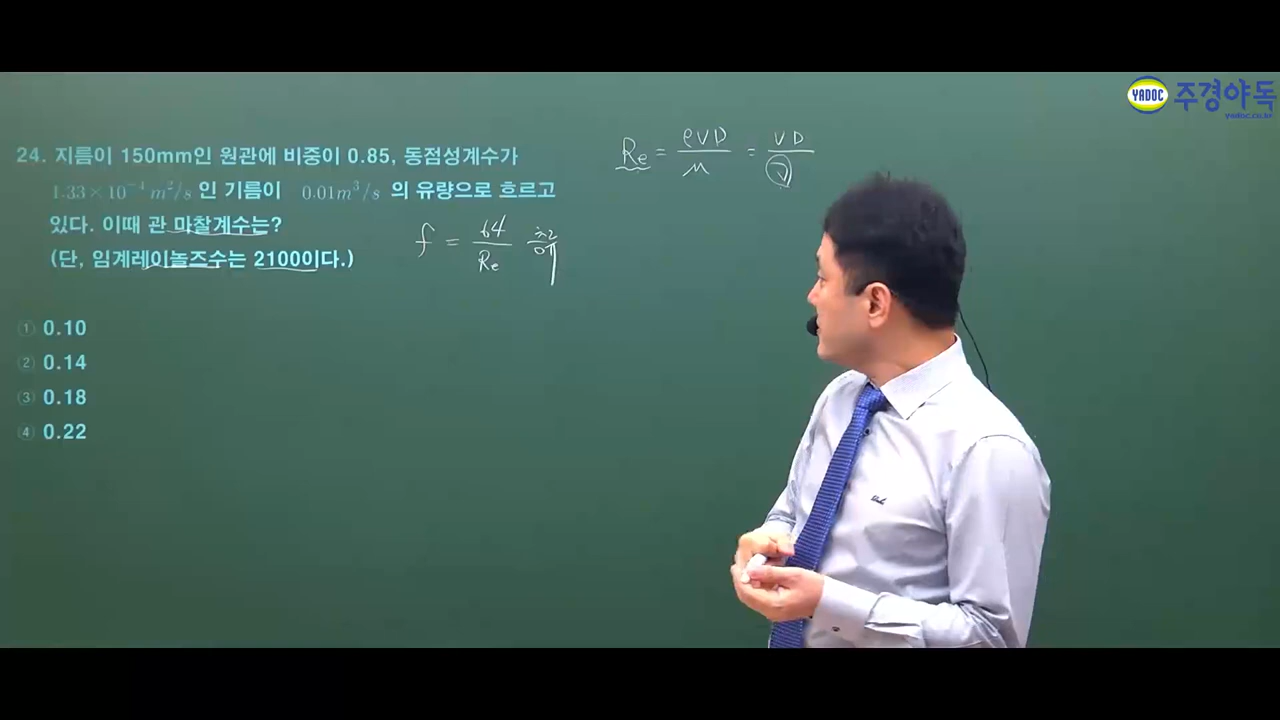 YADOC 주경야독
yadoc.co.kr
24. 지름이 150mm인 원관에 비중이 0.85, 동점성계수가
1.33×10⁻⁴ m²/s 인 기름이 0.01m³/s 의 유량으로 흐르고
있다. 이때 관 마찰계수는?
(단, 임계레이놀즈수는 2100이다.)
① 0.10
② 0.14
③ 0.18
④ 0.22
f = 64/Re 층예
Re = ρVD/μ = VD/ν